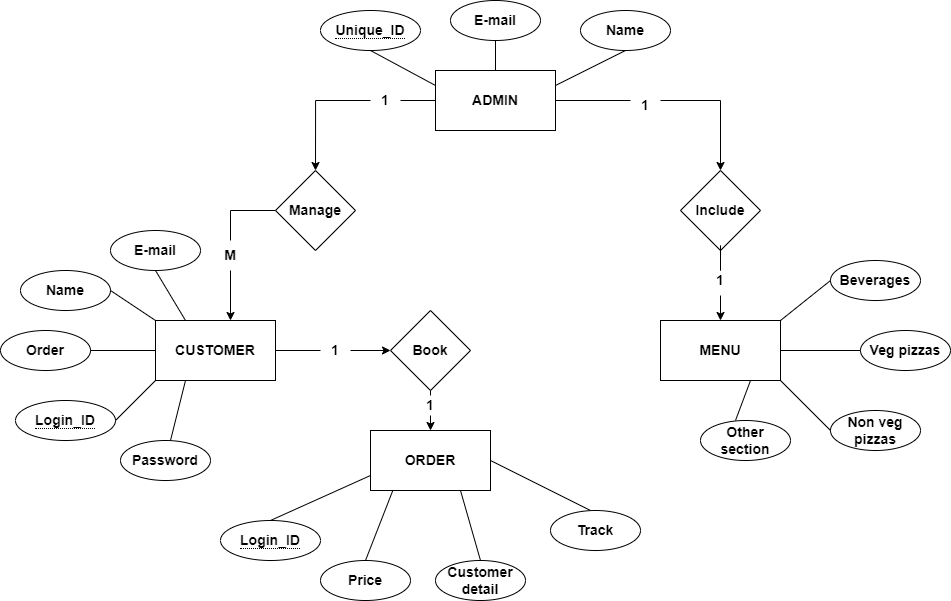 E-mail
Unique_ID
Name
ADMIN
1
1
Manage
Include
E-mail
M
Name
1
Beverages
CUSTOMER
1
Book
MENU
Order
Veg pizzas
1
Login_ID
Non veg
pizzas
Other
section
Password
ORDER
Login_ID
Track
Price
Customer
detail